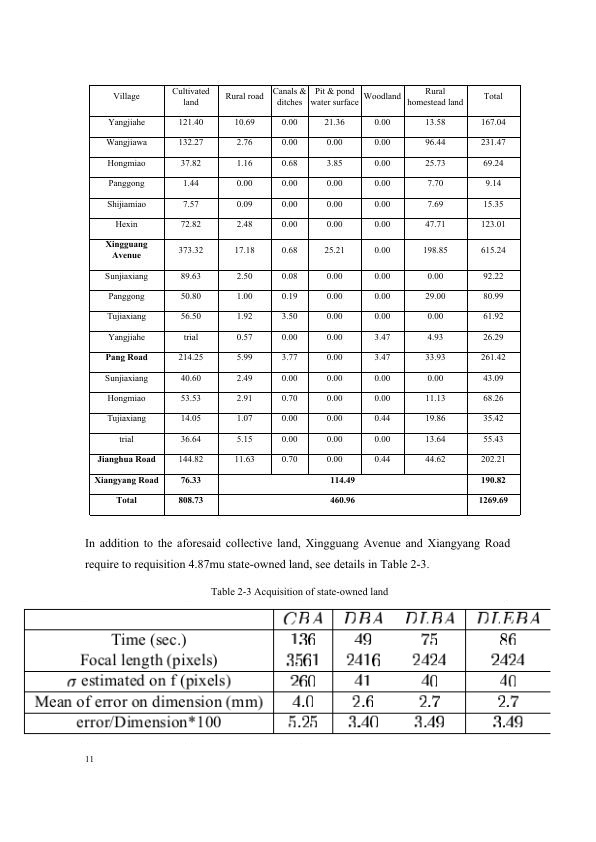 Village Cultivated land Rural road Canals & ditches Pit & pond water surface Woodland Rural homestead land Total
Yangjiahe 121.40 10.69 0.00 21.36 0.00 13.58 167.04
Wangjiawa 132.27 2.76 0.00 0.00 0.00 96.44 231.47
Hongmiao 37.82 1.16 0.68 3.85 0.00 25.73 69.24
Panggong 1.44 0.00 0.00 0.00 0.00 7.70 9.14
Shijiamiao 7.57 0.09 0.00 0.00 0.00 7.69 15.35
Hexin 72.82 2.48 0.00 0.00 0.00 47.71 123.01
Xingguang Avenue 373.32 17.18 0.68 25.21 0.00 198.85 615.24
Sunjiaxiang 89.63 2.50 0.08 0.00 0.00 0.00 92.22
Panggong 50.80 1.00 0.19 0.00 0.00 29.00 80.99
Tujiaxiang 56.50 1.92 3.50 0.00 0.00 0.00 61.92
Yangjiahe trial 0.57 0.00 0.00 3.47 4.93 26.29
Pang Road 214.25 5.99 3.77 0.00 3.47 33.93 261.42
Sunjiaxiang 40.60 2.49 0.00 0.00 0.00 0.00 43.09
Hongmiao 53.53 2.91 0.70 0.00 0.00 11.13 68.26
Tujiaxiang 14.05 1.07 0.00 0.00 0.44 19.86 35.42
trial 36.64 5.15 0.00 0.00 0.00 13.64 55.43
Jianghua Road 144.82 11.63 0.70 0.00 0.44 44.62 202.21
Xiangyang Road 76.33 114.49 190.82
Total 808.73 460.96 1269.69
In addition to the aforesaid collective land, Xingguang Avenue and Xiangyang Road
require to requisition 4.87mu state-owned land, see details in Table 2-3.
Table 2-3 Acquisition of state-owned land
CBA DBA DLBA DLEBA
Time (sec.) 136 49 75 86
Focal length (pixels) 3561 2416 2424 2424
σ estimated on f (pixels) 260 41 40 40
Mean of error on dimension (mm) 4.0 2.6 2.7 2.7
error/Dimension*100 5.25 3.40 3.49 3.49
11